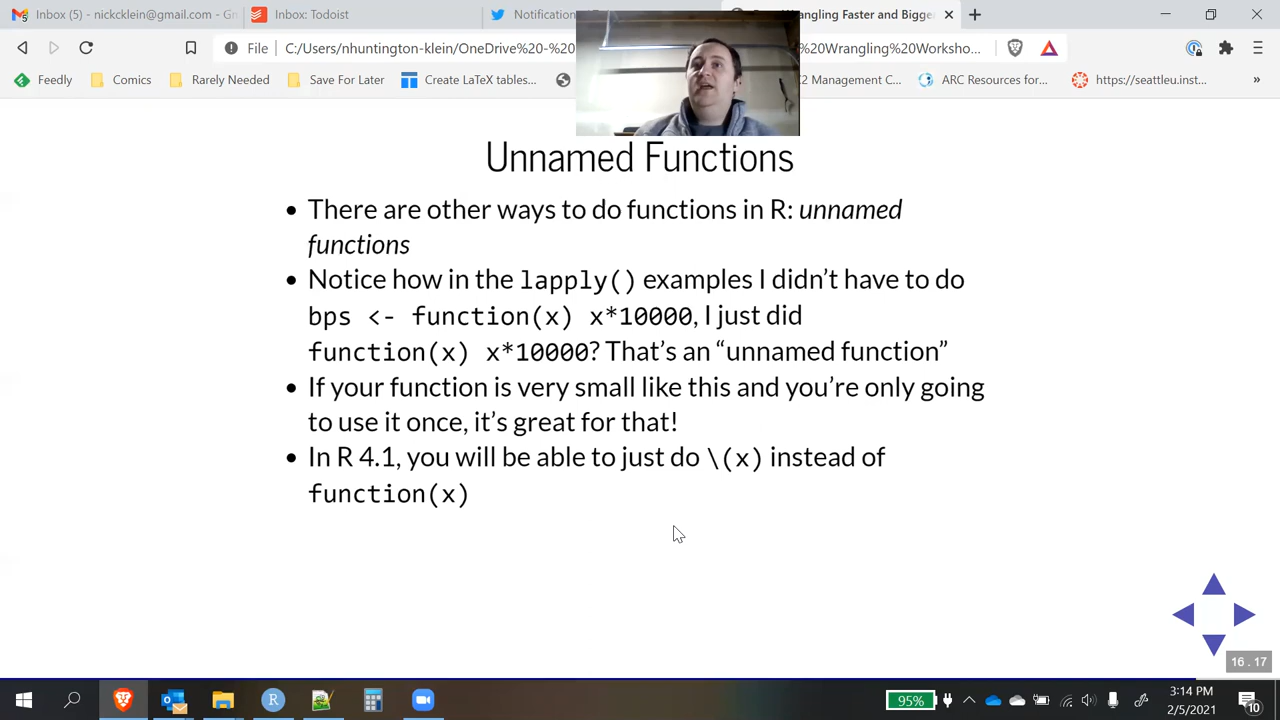 Inbox (5) - nickcklein@gmail.com - Gm
Inbox: Todoist
Notification
Wrangling Faster and Bigge
File
C:/Users/nhuntington-klein/OneDrive%20-%20
%20Wrangling%20Worksho...
Feedly
Comics
Rarely Needed
Save For Later
Create LaTeX tables...
2 Management C...
ARC Resources for...
https://seattleu.inst...
»
Unnamed Functions
• There are other ways to do functions in R: unnamed
functions
• Notice how in the lapply() examples I didn’t have to do
bps <- function(x) x*10000, I just did
function(x) x*10000? That’s an “unnamed function”
• If your function is very small like this and you’re only going
to use it once, it’s great for that!
• In R 4.1, you will be able to just do \(x) instead of
function(x)
16 . 17
95%
3:14 PM
2/5/2021
10